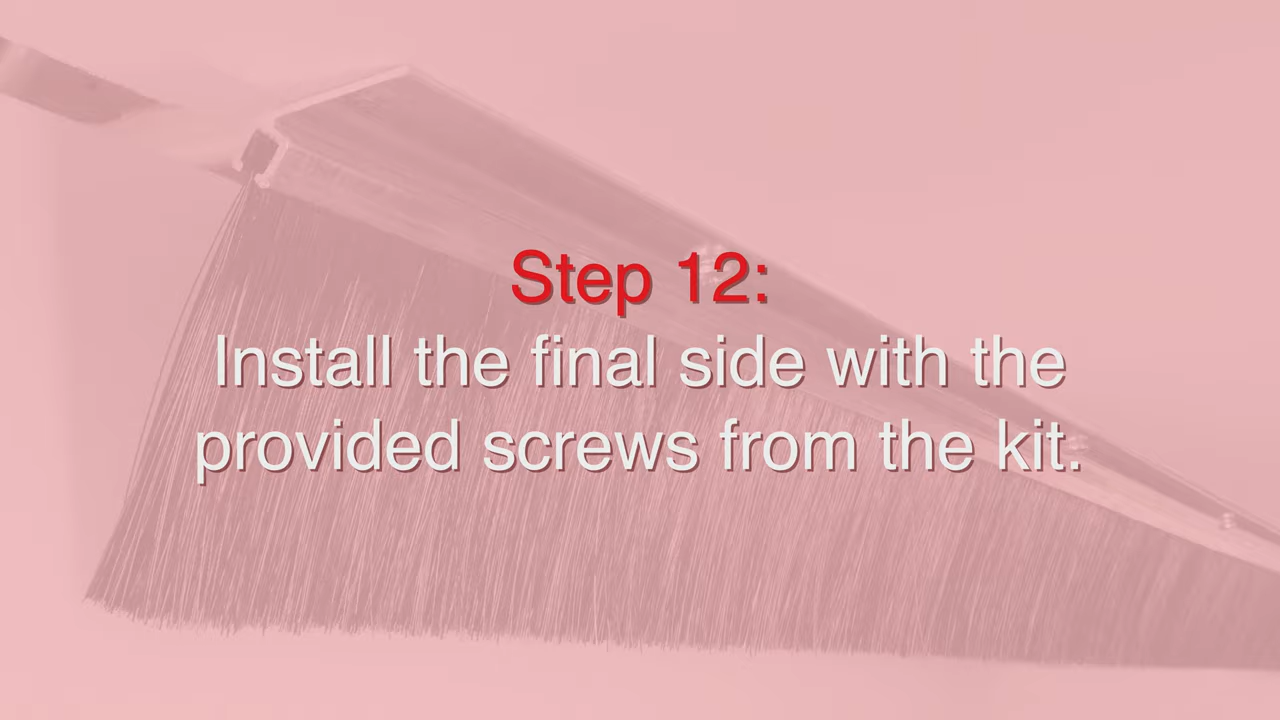 Step 12:
Install the final side with the
provided screws from the kit.